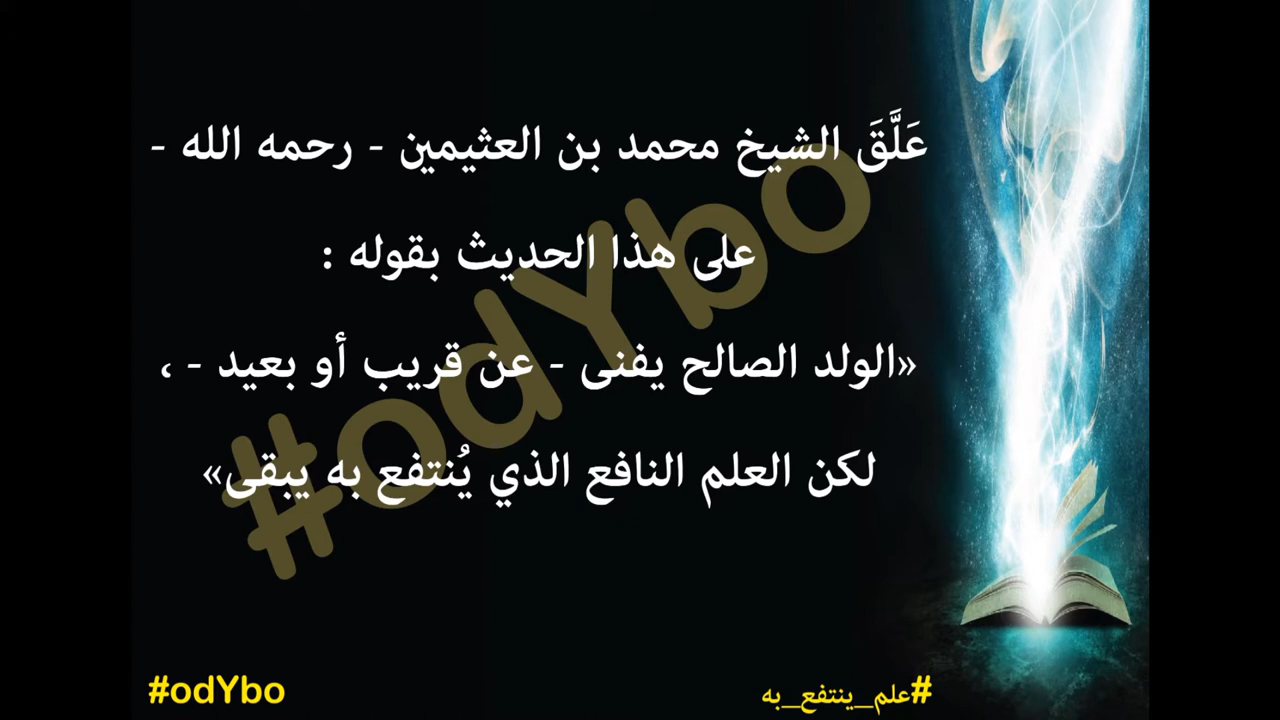 عَلَّقَ الشيخ محمد بن العثيمين - رحمه الله -
على هذا الحديث بقوله :
«الولد الصالح يفنى - عن قريب أو بعيد - ،
لكن العلم النافع الذي يُنتفع به يبقى»
#odYbo
#علم_ينتفع_به
#odYbo